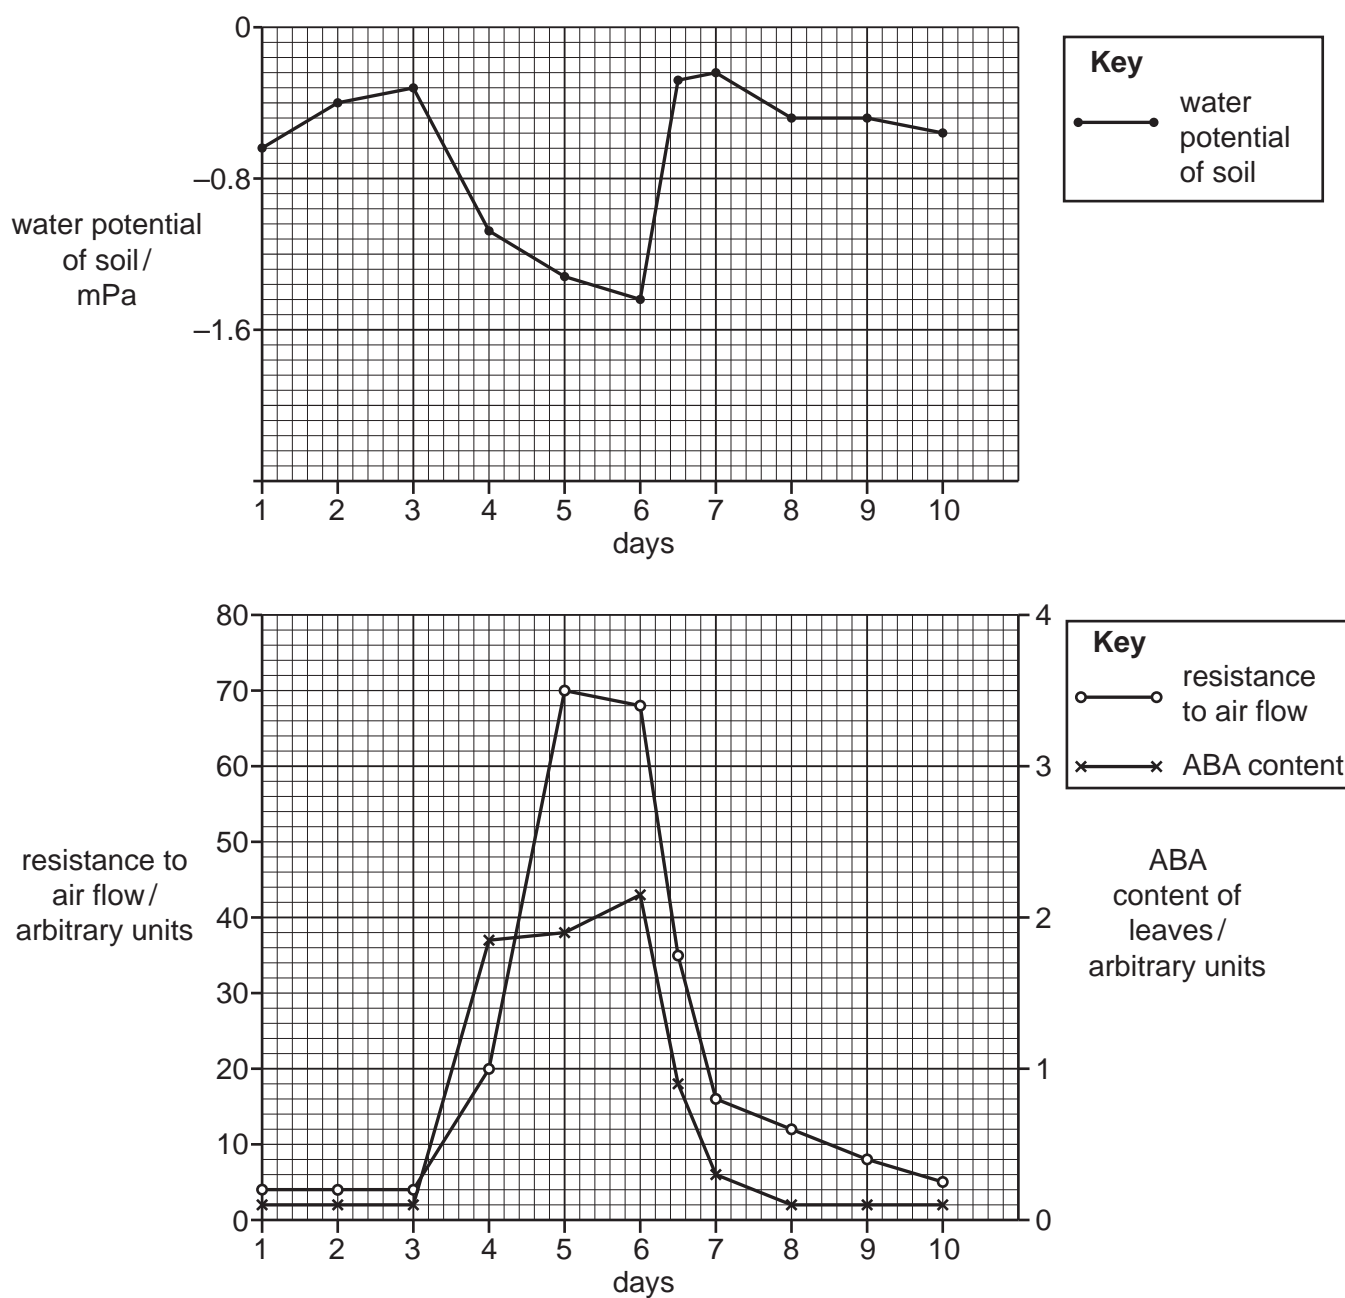 0
–0.8
–1.6
water potential
of soil /
mPa
1 2 3 4 5 6 7 8 9 10
days
Key
water
potential
of soil
80
70
60
50
40
30
20
10
0
resistance to
air flow /
arbitrary units
1 2 3 4 5 6 7 8 9 10
days
4
3
2
1
0
Key
resistance
to air flow
ABA content
ABA
content of
leaves /
arbitrary units